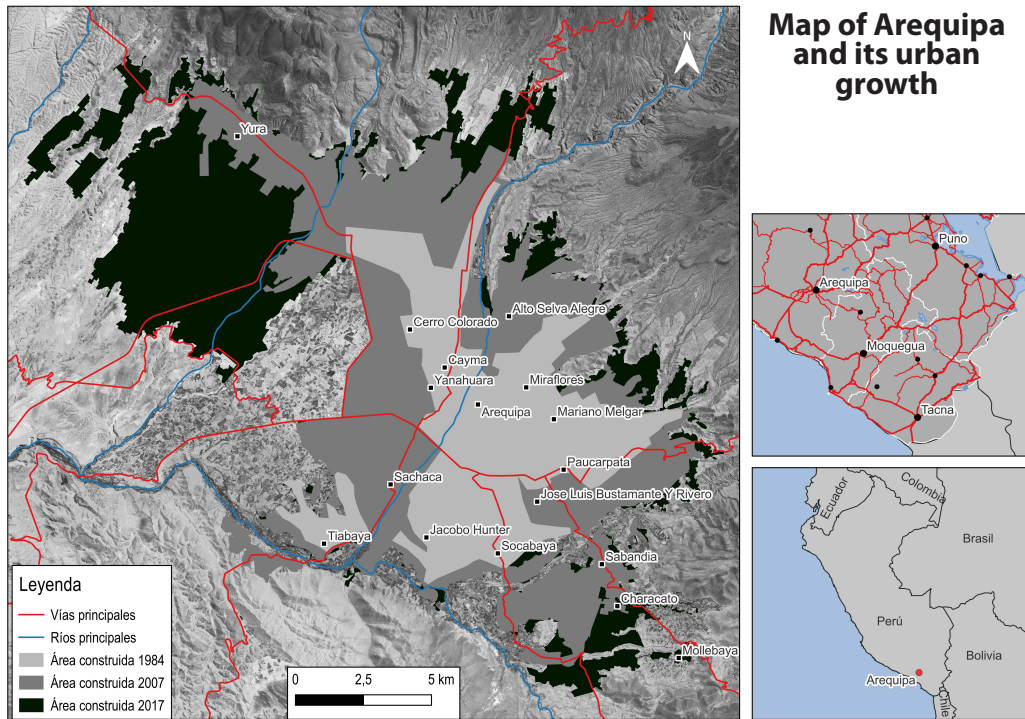 Map of Arequipa
and its urban
growth
N
Yura
Alto Selva Alegre
Cerro Colorado
Cayma
Yanahuara
Miraflores
Arequipa
Mariano Melgar
Paucarpata
Sachaca
Jose Luis Bustamante Y Rivero
Tiabaya
Jacobo Hunter
Socabaya
Sabandia
Characato
Mollebaya
Leyenda
Vías principales
Ríos principales
Área construida 1984
Área construida 2007
Área construida 2017
0 2,5 5 km
Puno
Arequipa
Moquegua
Tacna
Ecuador
Colombia
Brasil
Perú
Bolivia
Arequipa
Chile